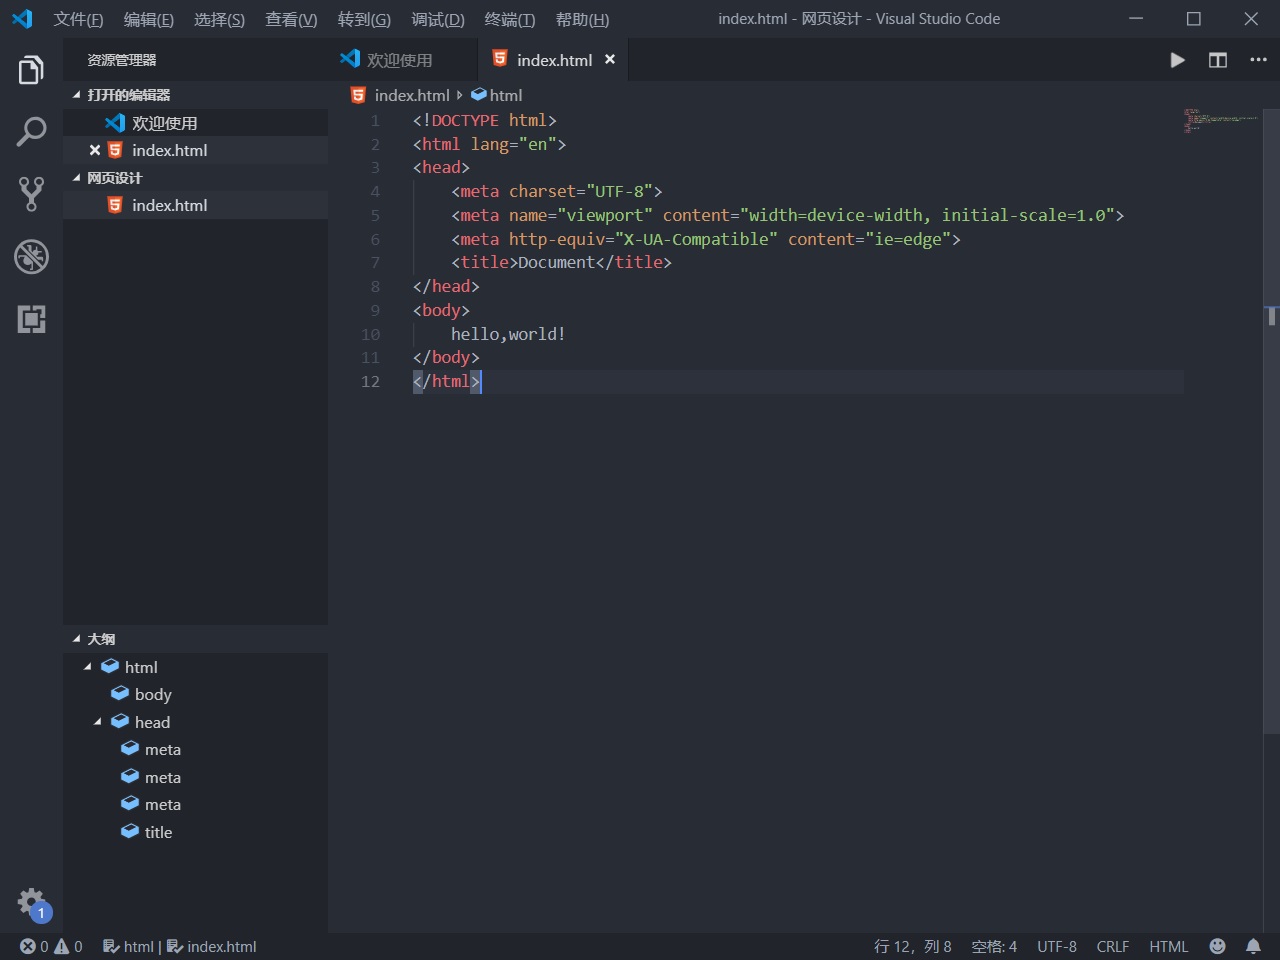 文件(F) 编辑(E) 选择(S) 查看(V) 转到(G) 调试(D) 终端(T) 帮助(H) index.html - 网页设计 - Visual Studio Code
资源管理器
打开的编辑器
欢迎使用
index.html
网页设计
index.html
大纲
html
body
head
meta
meta
meta
title
1
欢迎使用 index.html
index.html html
1 <!DOCTYPE html>
2 <html lang="en">
3 <head>
4 <meta charset="UTF-8">
5 <meta name="viewport" content="width=device-width, initial-scale=1.0">
6 <meta http-equiv="X-UA-Compatible" content="ie=edge">
7 <title>Document</title>
8 </head>
9 <body>
10 hello,world!
11 </body>
12 </html>
0 0 html | index.html 行 12，列 8 空格: 4 UTF-8 CRLF HTML